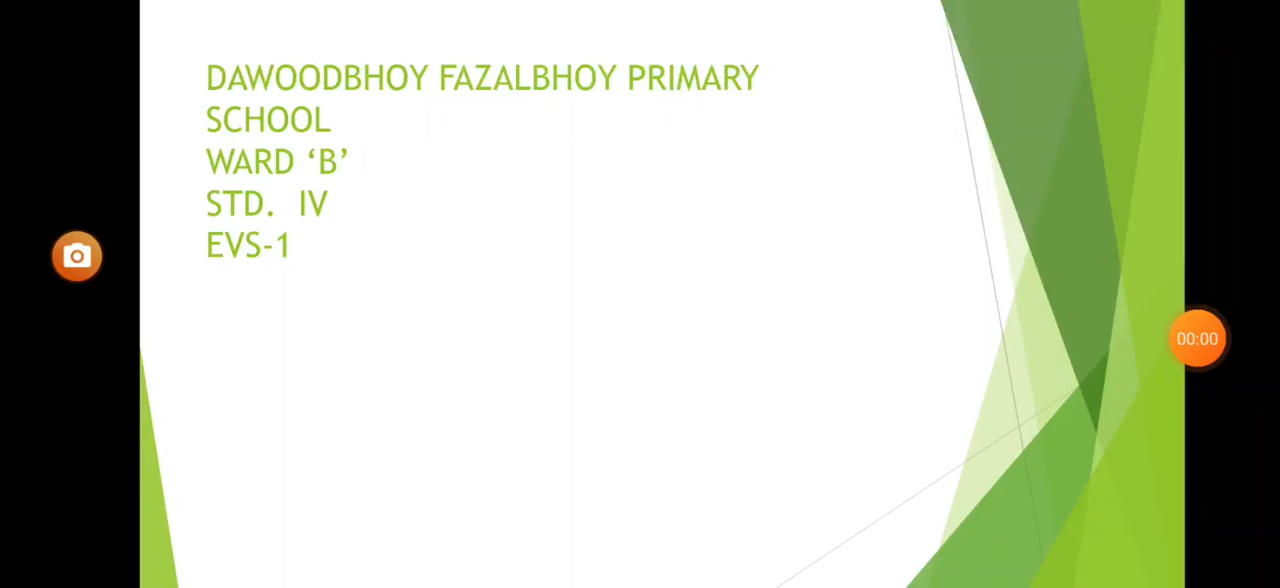 DAWOODBHOY FAZALBHOY PRIMARY
SCHOOL
WARD ‘B’
STD.  IV
EVS-1
00:00